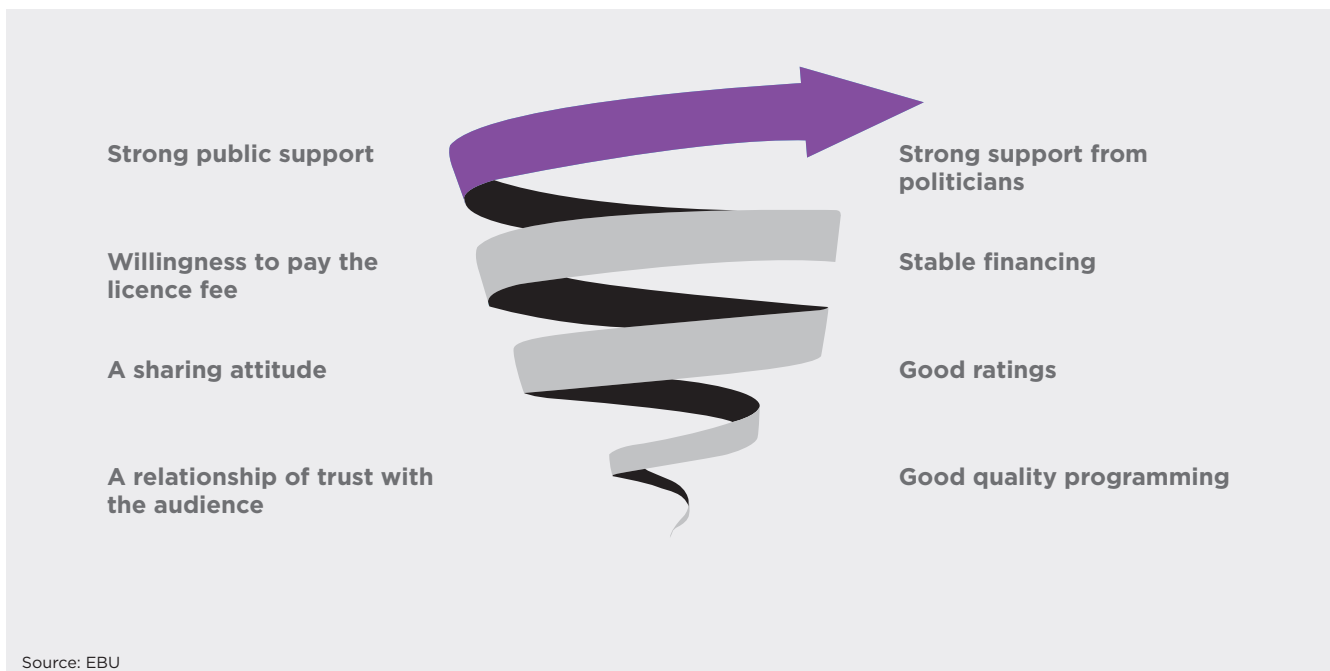 Strong public support
Strong support from
politicians
Willingness to pay the
licence fee
Stable financing
A sharing attitude
Good ratings
A relationship of trust with
the audience
Good quality programming
Source: EBU